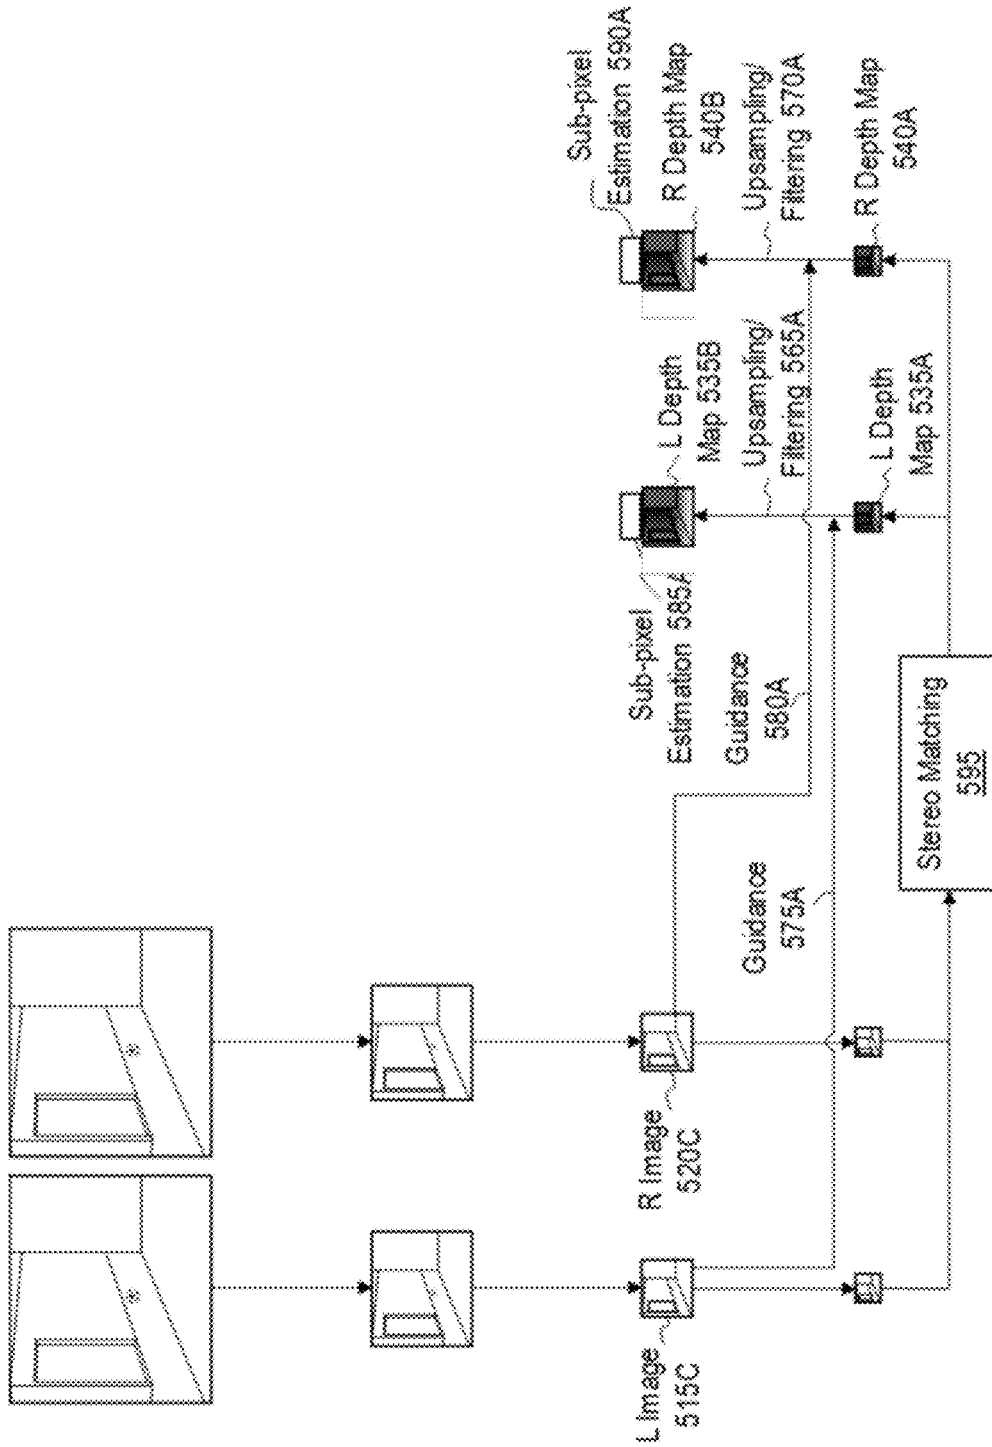 L Image
515C
R Image
520C
Guidance
575A
Guidance
580A
Sub-pixel
Estimation 585A
L Depth
Map 535B
Upsampling/
Filtering 565A
L Depth
Map 535A
Sub-pixel
Estimation 590A
R Depth Map
540B
Upsampling/
Filtering 570A
R Depth Map
540A
Stereo Matching
595